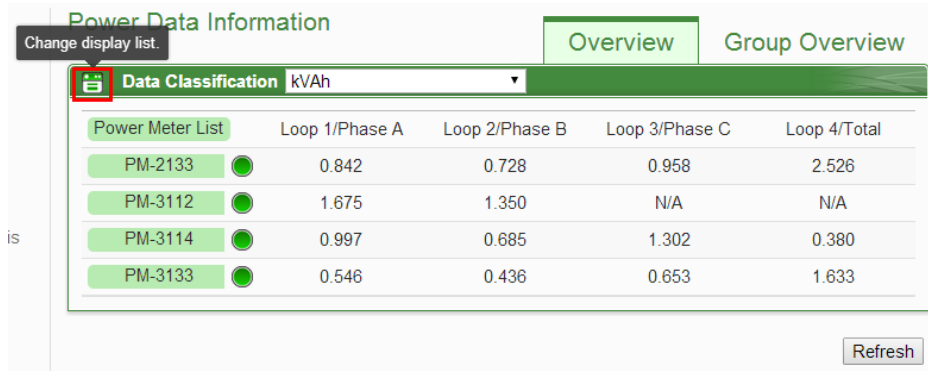 Power Data Information
Change display list.
Overview
Group Overview
Data Classification kVAh
Power Meter List Loop 1/Phase A Loop 2/Phase B Loop 3/Phase C Loop 4/Total
PM-2133 0.842 0.728 0.958 2.526
PM-3112 1.675 1.350 N/A N/A
is
PM-3114 0.997 0.685 1.302 0.380
PM-3133 0.546 0.436 0.653 1.633
Refresh